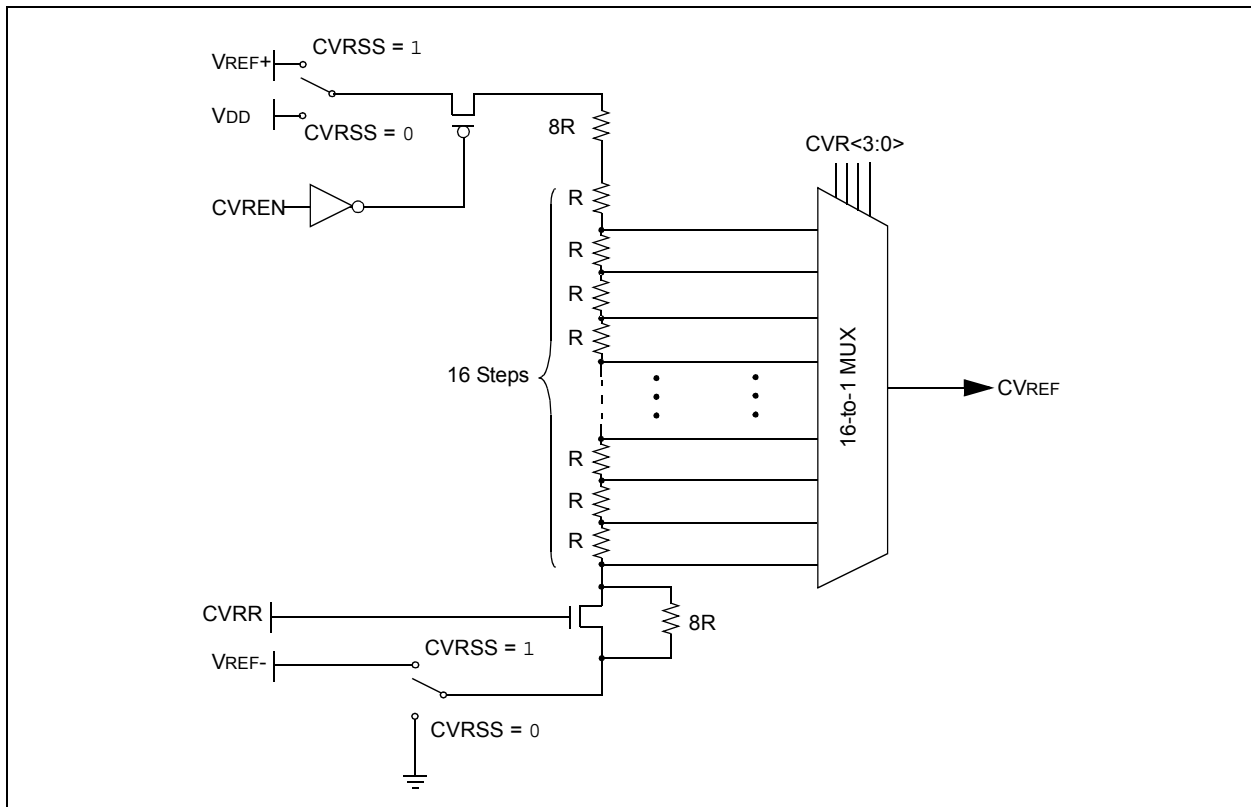 CVRSS = 1
VREF+
VDD
CVRSS = 0
8R
CVREN
CVR<3:0>
R
R
R
R
16 Steps
16-to-1 MUX
CVREF
R
R
R
CVRR
8R
CVRSS = 1
VREF-
CVRSS = 0